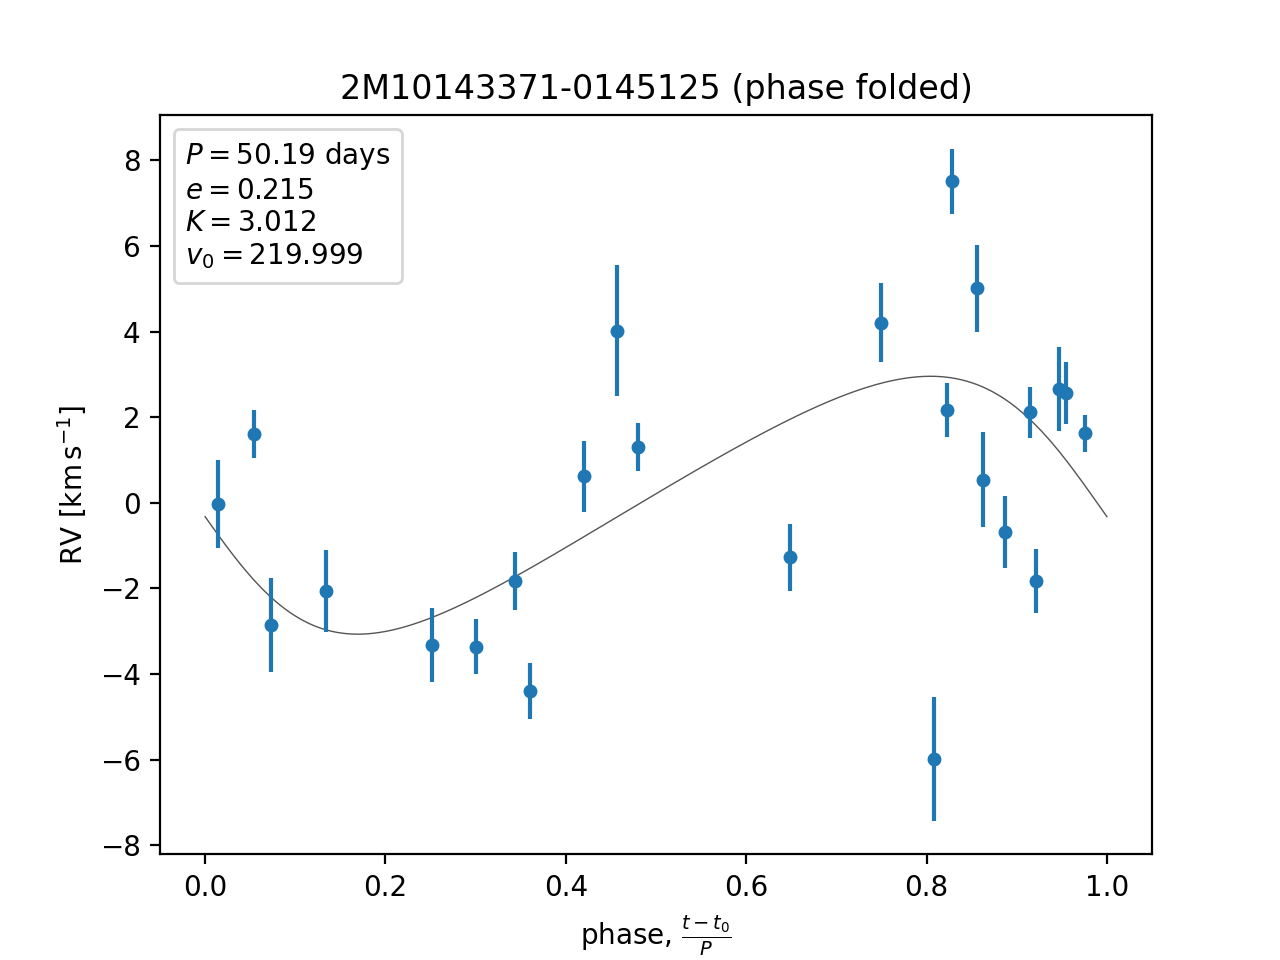 2M10143371-0145125 (phase folded)
P = 50.19 days
e = 0.215
K = 3.012
v₀ = 219.999
8
6
4
2
0
−2
−4
−6
−8
RV [km s⁻¹]
0.0 0.2 0.4 0.6 0.8 1.0
phase, (t − t₀)/P